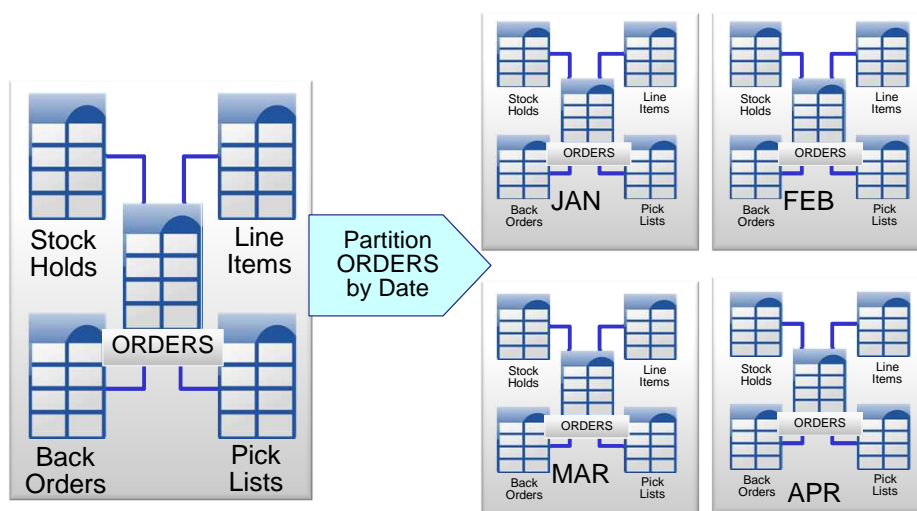 Stock
Holds
Line
Items
ORDERS
Back
Orders
Pick
Lists
Partition
ORDERS
by Date
Stock
Holds
Line
Items
ORDERS
Back
Orders
JAN
Pick
Lists
Stock
Holds
Line
Items
ORDERS
Back
Orders
FEB
Pick
Lists
Stock
Holds
Line
Items
ORDERS
Back
Orders
MAR
Pick
Lists
Stock
Holds
Line
Items
ORDERS
Back
Orders
APR
Pick
Lists